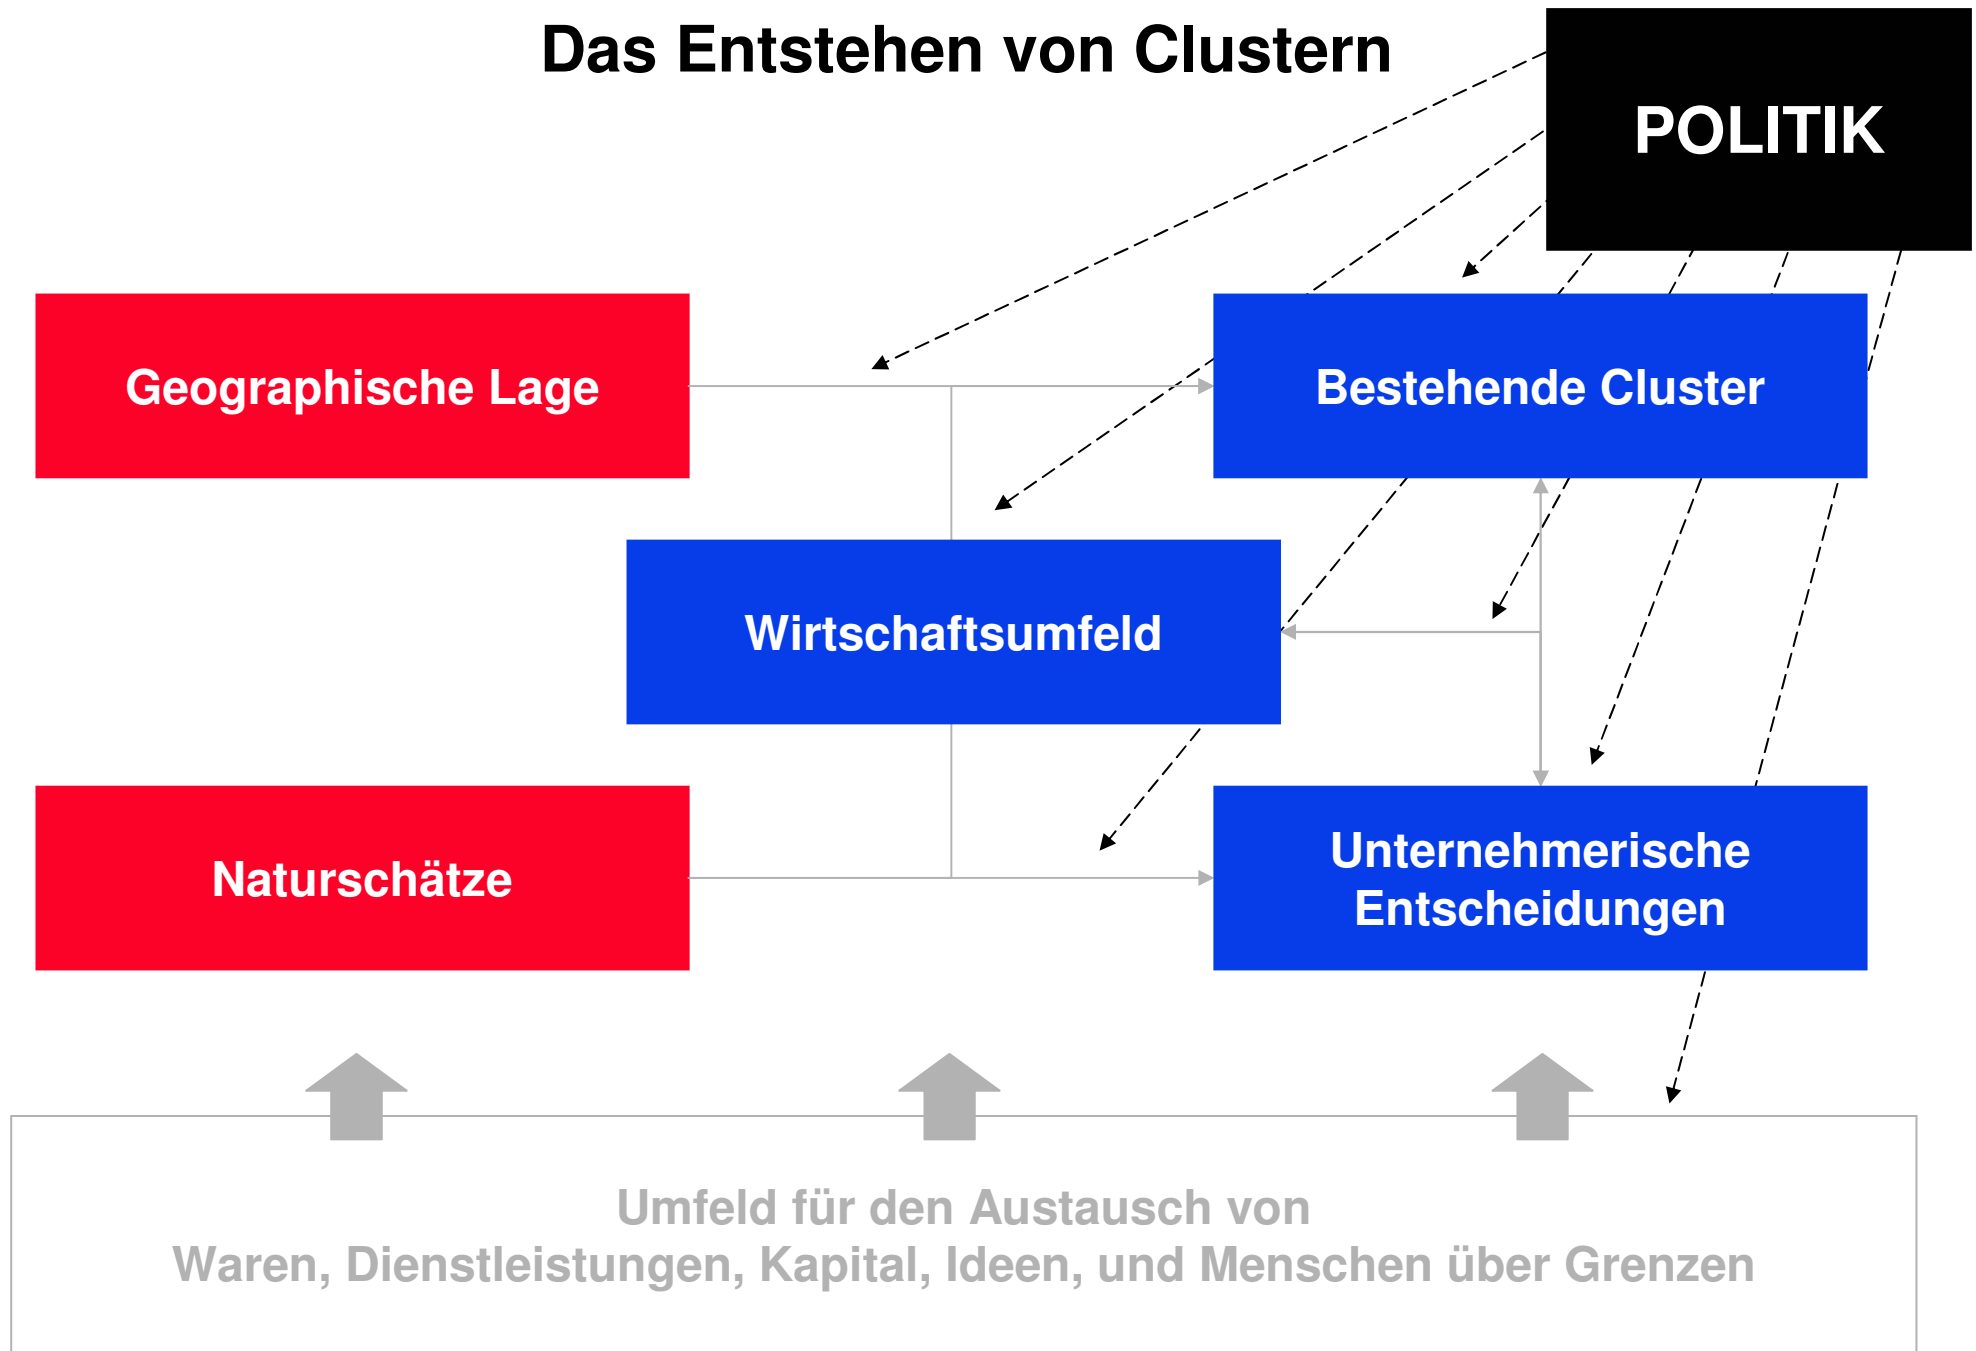 Das Entstehen von Clustern
POLITIK
Geographische Lage
Bestehende Cluster
Wirtschaftsumfeld
Naturschätze
Unternehmerische
Entscheidungen
Umfeld für den Austausch von
Waren, Dienstleistungen, Kapital, Ideen, und Menschen über Grenzen